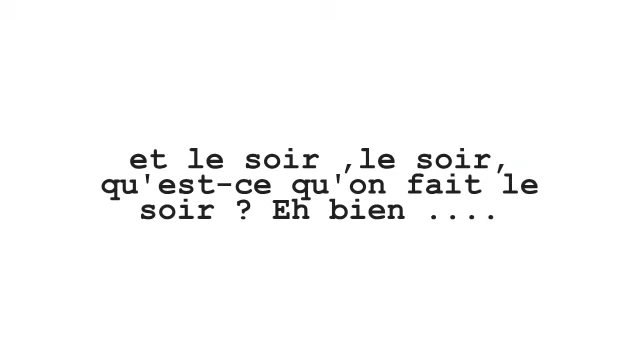 et le soir ,le soir,
qu'est-ce qu'on fait le
soir ? Eh bien ....